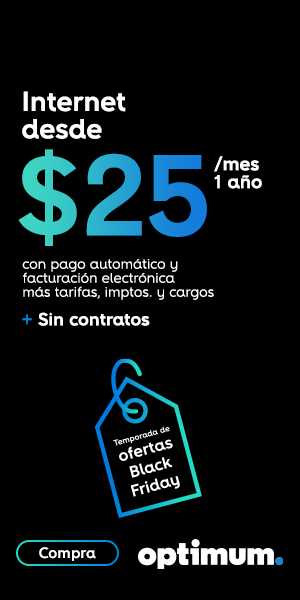 Internet
desde
$25 /mes
1 año
con pago automático y
facturación electrónica
más tarifas, imptos. y cargos
+ Sin contratos
Temporada de
ofertas
Black
Friday
Compra
optimum.